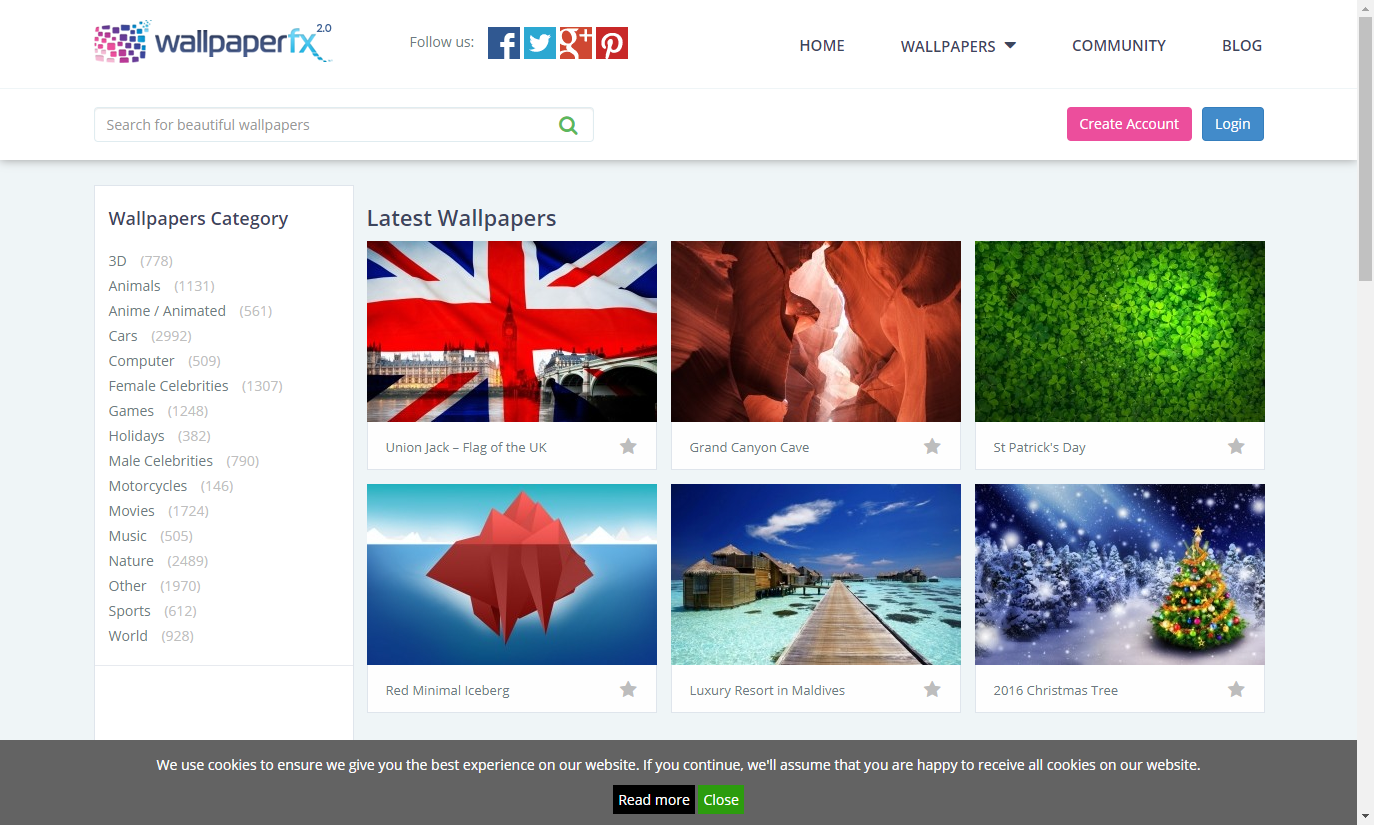 wallpaperfx 2.0
Follow us:
HOME
WALLPAPERS
COMMUNITY
BLOG
Search for beautiful wallpapers
Create Account
Login
Wallpapers Category
3D (778)
Animals (1131)
Anime / Animated (561)
Cars (2992)
Computer (509)
Female Celebrities (1307)
Games (1248)
Holidays (382)
Male Celebrities (790)
Motorcycles (146)
Movies (1724)
Music (505)
Nature (2489)
Other (1970)
Sports (612)
World (928)
Latest Wallpapers
Union Jack – Flag of the UK
Grand Canyon Cave
St Patrick's Day
Red Minimal Iceberg
Luxury Resort in Maldives
2016 Christmas Tree
We use cookies to ensure we give you the best experience on our website. If you continue, we'll assume that you are happy to receive all cookies on our website.
Read more
Close